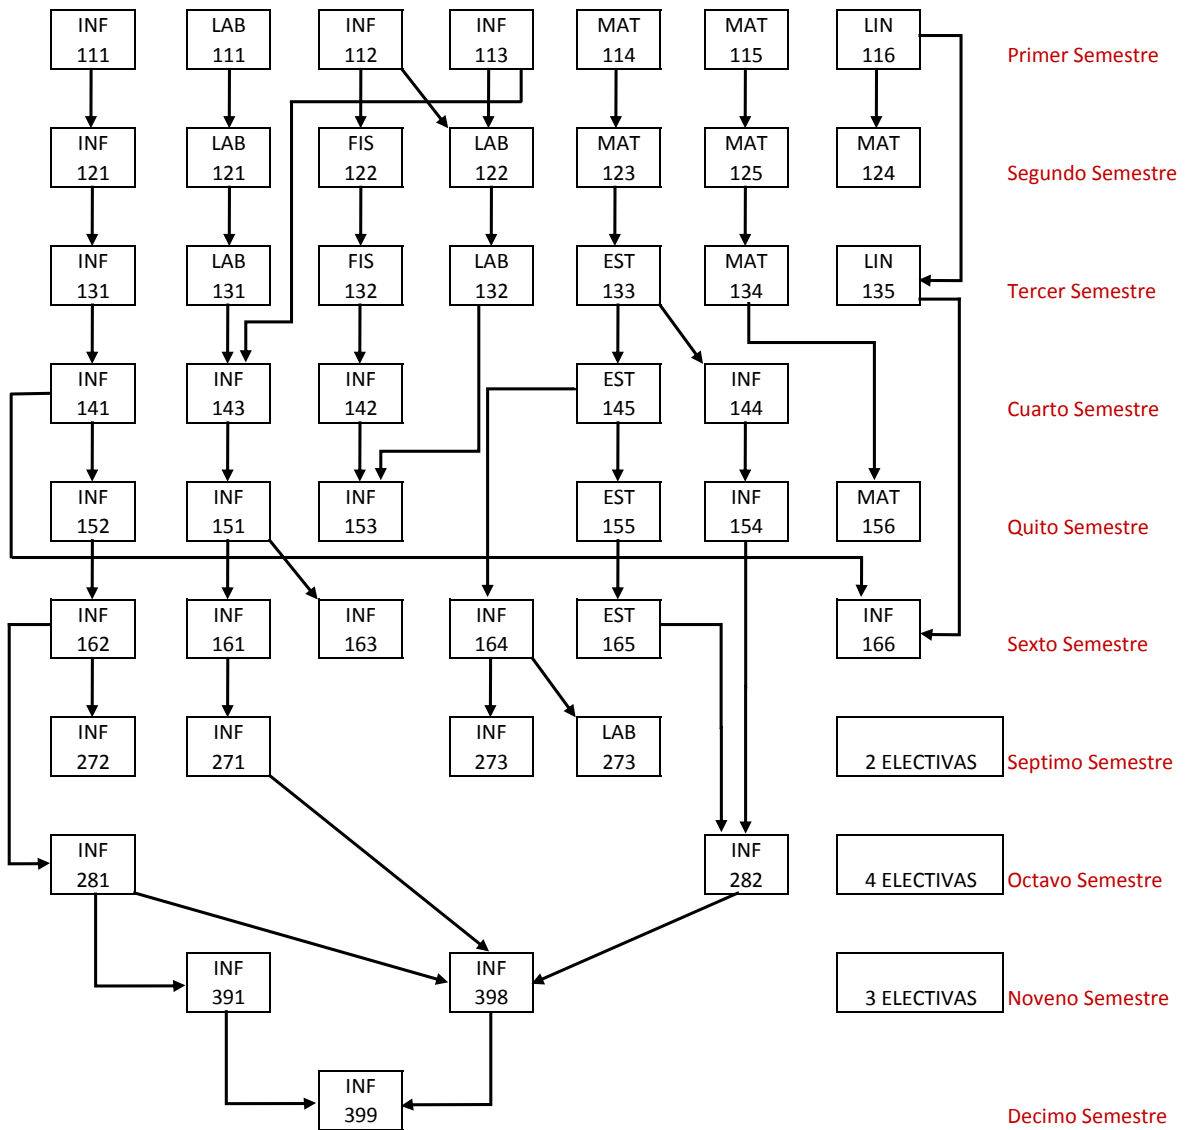 INF LAB INF INF MAT MAT LIN
111 111 112 113 114 115 116 Primer Semestre
INF LAB FIS LAB MAT MAT MAT
121 121 122 122 123 125 124 Segundo Semestre
INF LAB FIS LAB EST MAT LIN
131 131 132 132 133 134 135 Tercer Semestre
INF INF INF EST INF
141 143 142 145 144 Cuarto Semestre
INF INF INF EST INF MAT
152 151 153 155 154 156 Quito Semestre
INF INF INF INF EST INF
162 161 163 164 165 166 Sexto Semestre
INF INF INF LAB
272 271 273 273 2 ELECTIVAS Septimo Semestre
INF INF
281 282 4 ELECTIVAS Octavo Semestre
INF INF
391 398 3 ELECTIVAS Noveno Semestre
INF
399 Decimo Semestre